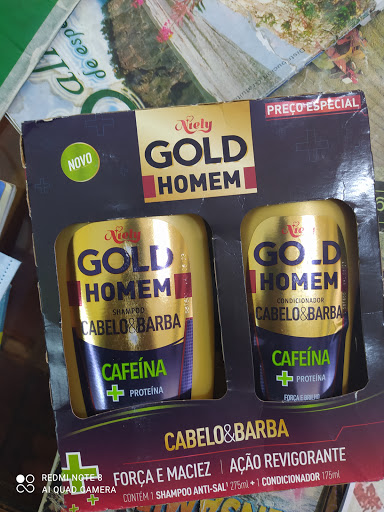 PREÇO ESPECIAL
NOVO
Niely
GOLD
HOMEM
Niely
GOLD
HOMEM
SHAMPOO
CABELO&BARBA
CAFEÍNA
+ PROTEÍNA
Niely
GOLD
HOMEM
CONDICIONADOR
CABELO&BARBA
CAFEÍNA
+ PROTEÍNA
FORÇA E
CABELO&BARBA
FORÇA E MACIEZ | AÇÃO REVIGORANTE
CONTÉM 1 SHAMPOO ANTI-SAL¹ 275ml + 1 CONDICIONADOR 175ml
REDMI NOTE 8
AI QUAD CAMERA